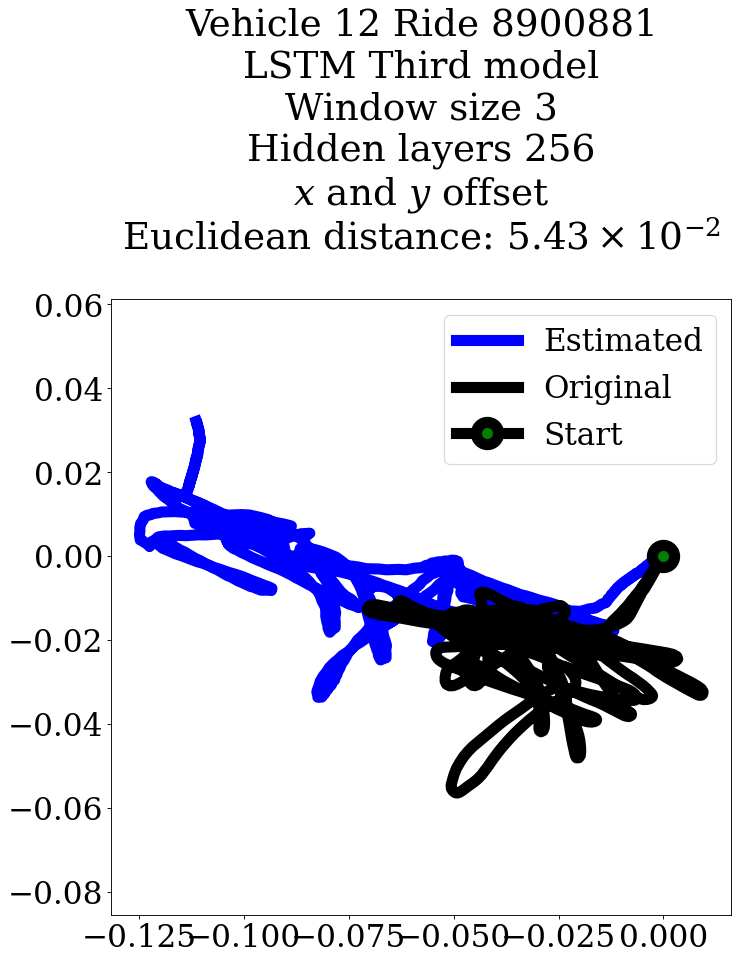 Vehicle 12 Ride 8900881
LSTM Third model
Window size 3
Hidden layers 256
x and y offset
Euclidean distance: 5.43 × 10⁻²
0.06
0.04
0.02
0.00
−0.02
−0.04
−0.06
−0.08
Estimated
Original
Start
−0.125 −0.100 −0.075 −0.050 −0.025 0.000